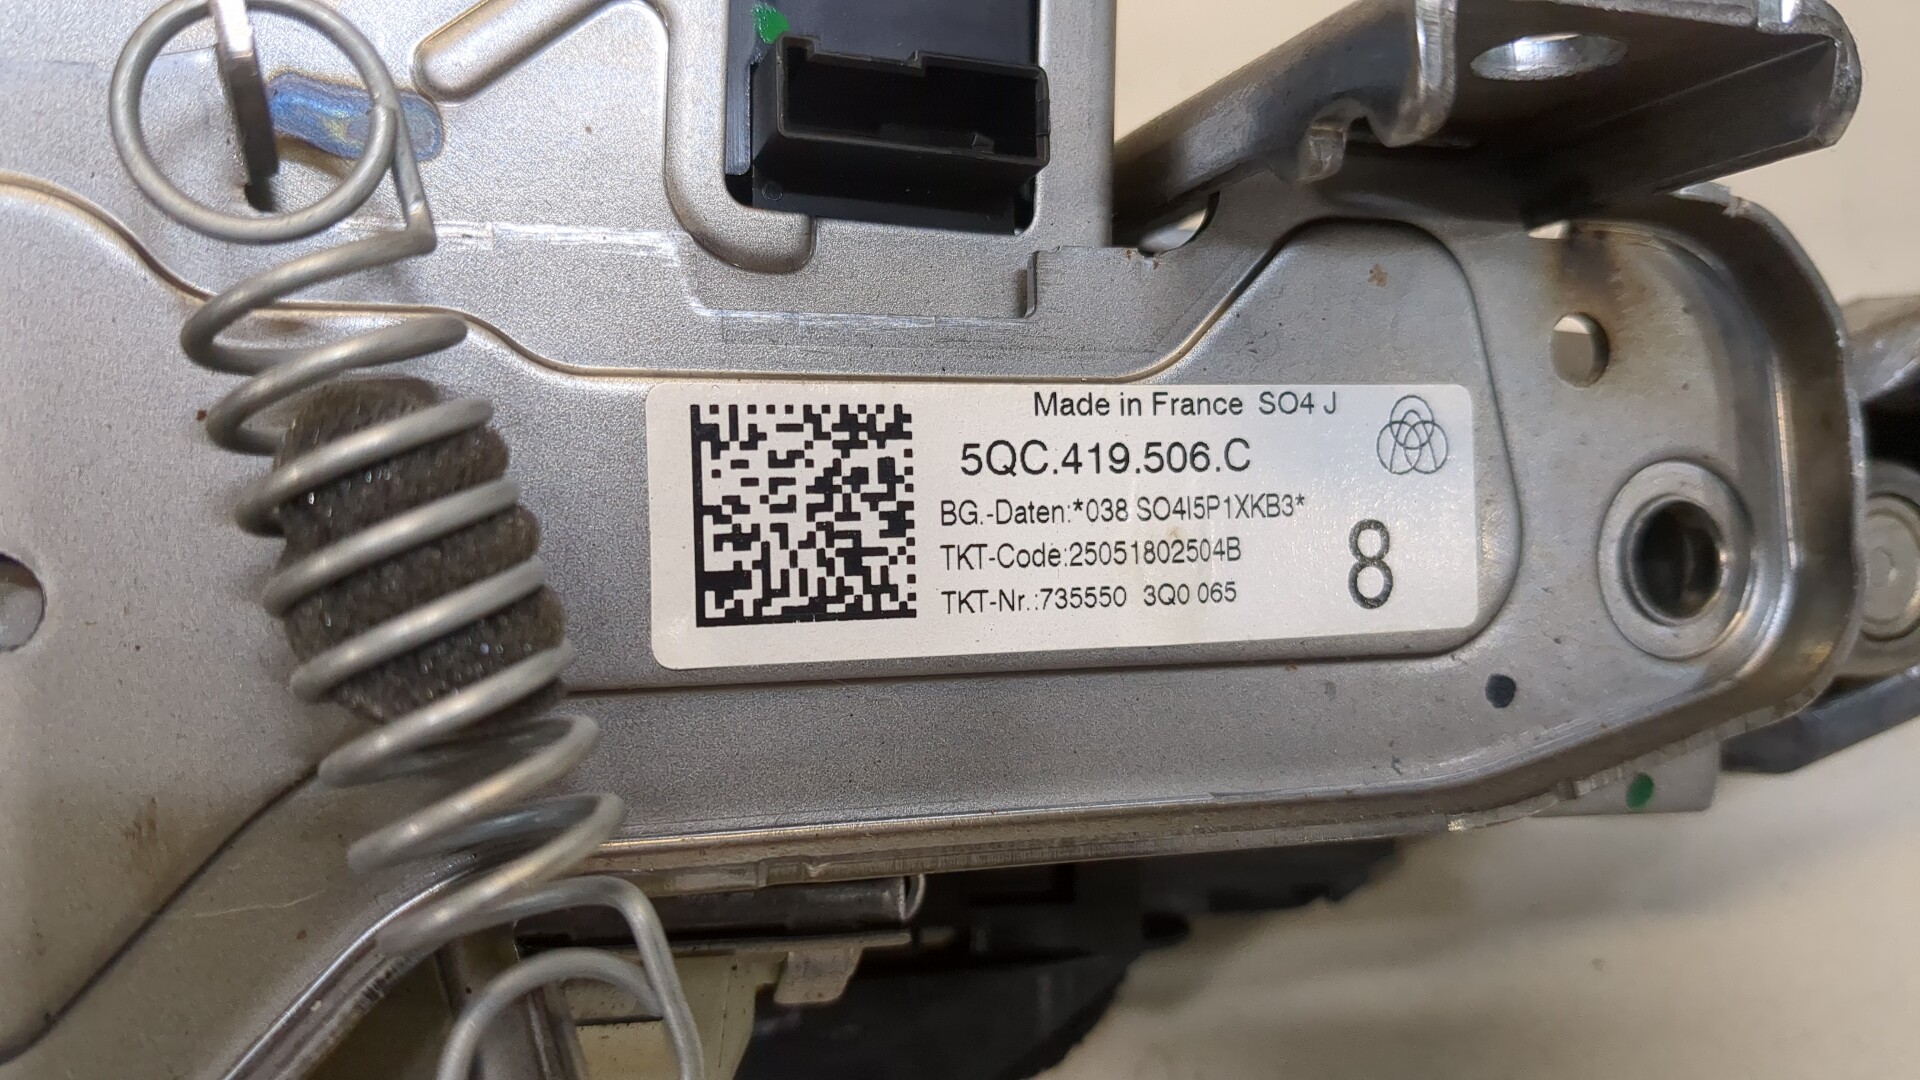 Made in France SO4 J
5QC.419.506.C
BG.-Daten:*038 SO4I5P1XKB3*
TKT-Code:25051802504B
TKT-Nr.:735550 3Q0 065
8